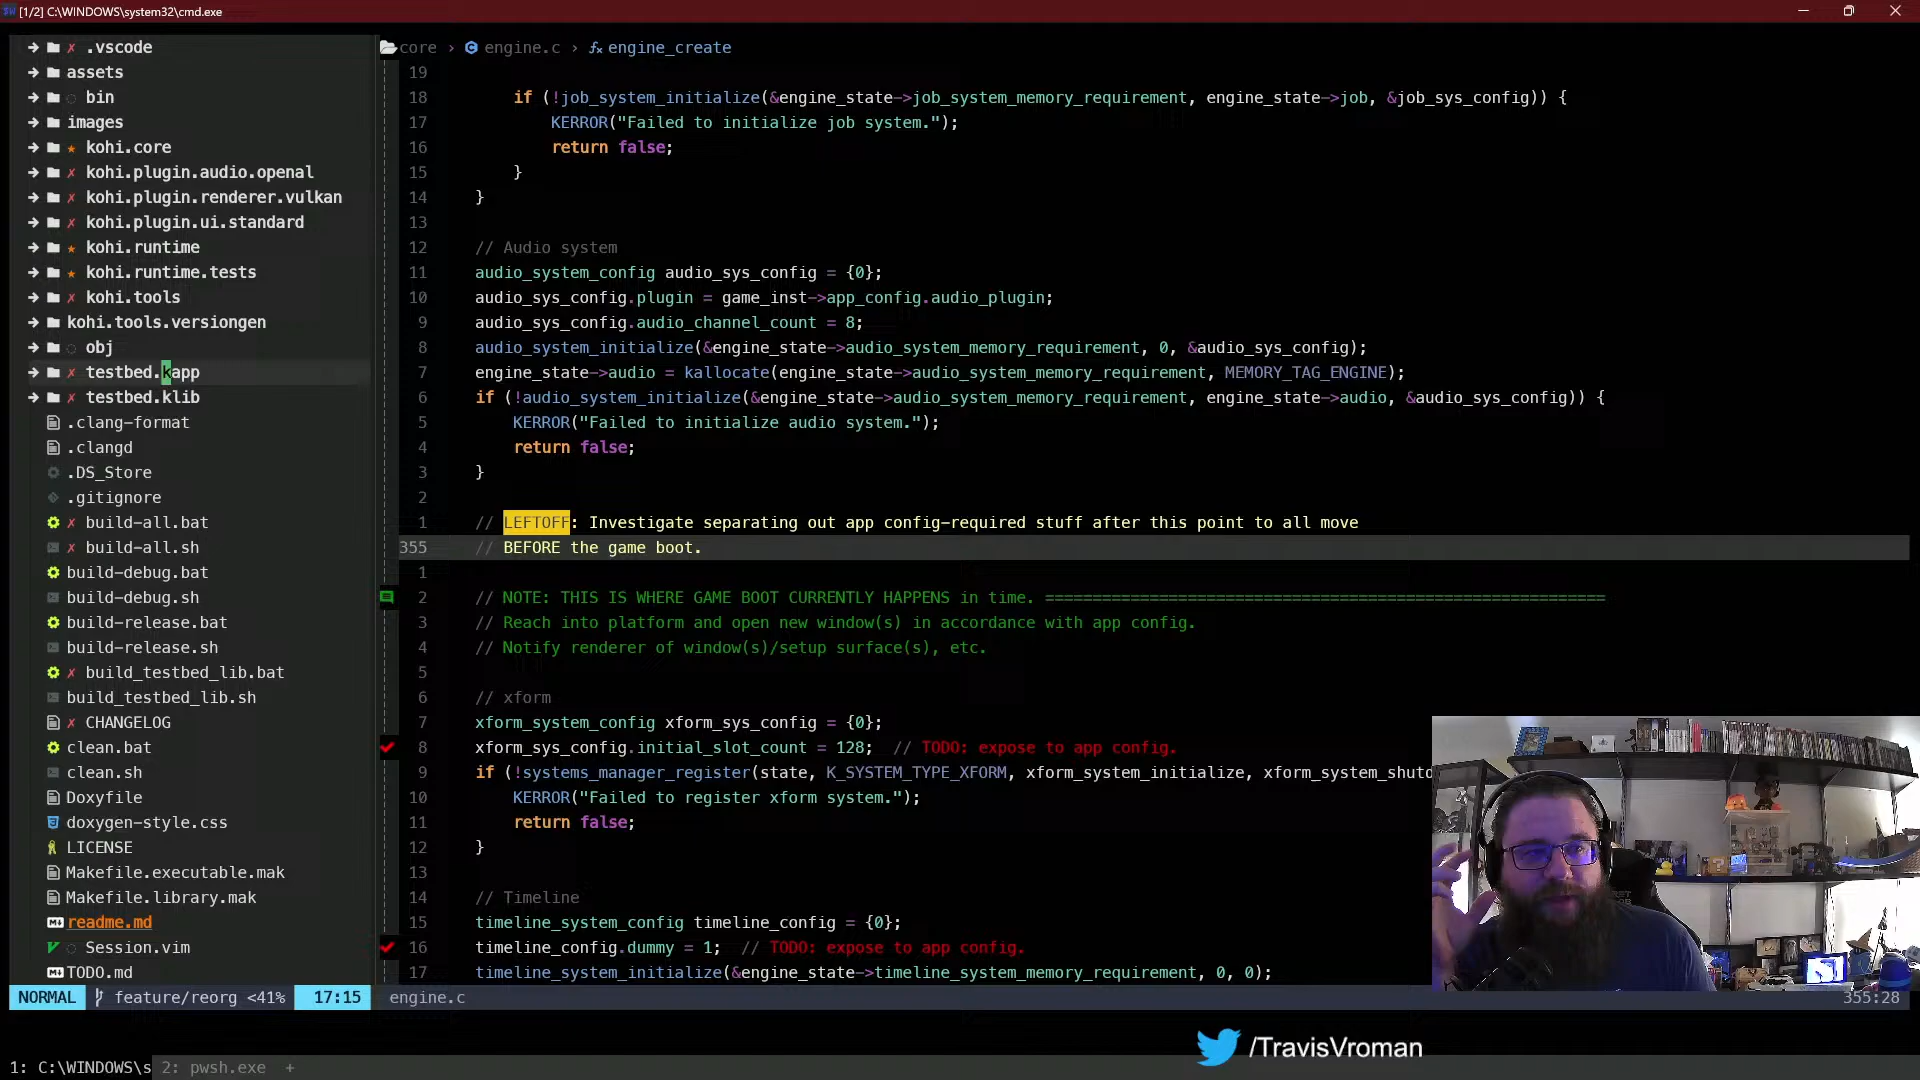 [1/2] C:\WINDOWS\system32\cmd.exe
.vscode
assets
bin
images
kohi.core
kohi.plugin.audio.openal
kohi.plugin.renderer.vulkan
kohi.plugin.ui.standard
kohi.runtime
kohi.runtime.tests
kohi.tools
kohi.tools.versiongen
obj
testbed.kapp
testbed.klib
.clang-format
.clangd
.DS_Store
.gitignore
build-all.bat
build-all.sh
build-debug.bat
build-debug.sh
build-release.bat
build-release.sh
build_testbed_lib.bat
build_testbed_lib.sh
CHANGELOG
clean.bat
clean.sh
Doxyfile
doxygen-style.css
LICENSE
Makefile.executable.mak
Makefile.library.mak
readme.md
Session.vim
TODO.md
NORMAL feature/reorg <41% 17:15
core › engine.c › engine_create
19
18 if (!job_system_initialize(&engine_state->job_system_memory_requirement, engine_state->job, &job_sys_config)) {
17 KERROR("Failed to initialize job system.");
16 return false;
15 }
14 }
13
12 // Audio system
11 audio_system_config audio_sys_config = {0};
10 audio_sys_config.plugin = game_inst->app_config.audio_plugin;
9 audio_sys_config.audio_channel_count = 8;
8 audio_system_initialize(&engine_state->audio_system_memory_requirement, 0, &audio_sys_config);
7 engine_state->audio = kallocate(engine_state->audio_system_memory_requirement, MEMORY_TAG_ENGINE);
6 if (!audio_system_initialize(&engine_state->audio_system_memory_requirement, engine_state->audio, &audio_sys_config)) {
5 KERROR("Failed to initialize audio system.");
4 return false;
3 }
2
1 // LEFTOFF: Investigate separating out app config-required stuff after this point to all move
355 // BEFORE the game boot.
1
2 // NOTE: THIS IS WHERE GAME BOOT CURRENTLY HAPPENS in time. ===========================================================
3 // Reach into platform and open new window(s) in accordance with app config.
4 // Notify renderer of window(s)/setup surface(s), etc.
5
6 // xform
7 xform_system_config xform_sys_config = {0};
8 xform_sys_config.initial_slot_count = 128; // TODO: expose to app config.
9 if (!systems_manager_register(state, K_SYSTEM_TYPE_XFORM, xform_system_initialize, xform_system_shutd
10 KERROR("Failed to register xform system.");
11 return false;
12 }
13
14 // Timeline
15 timeline_system_config timeline_config = {0};
16 timeline_config.dummy = 1; // TODO: expose to app config.
17 timeline_system_initialize(&engine_state->timeline_system_memory_requirement, 0, 0);
engine.c 355:28
/TravisVroman
1: C:\WINDOWS\s 2: pwsh.exe +